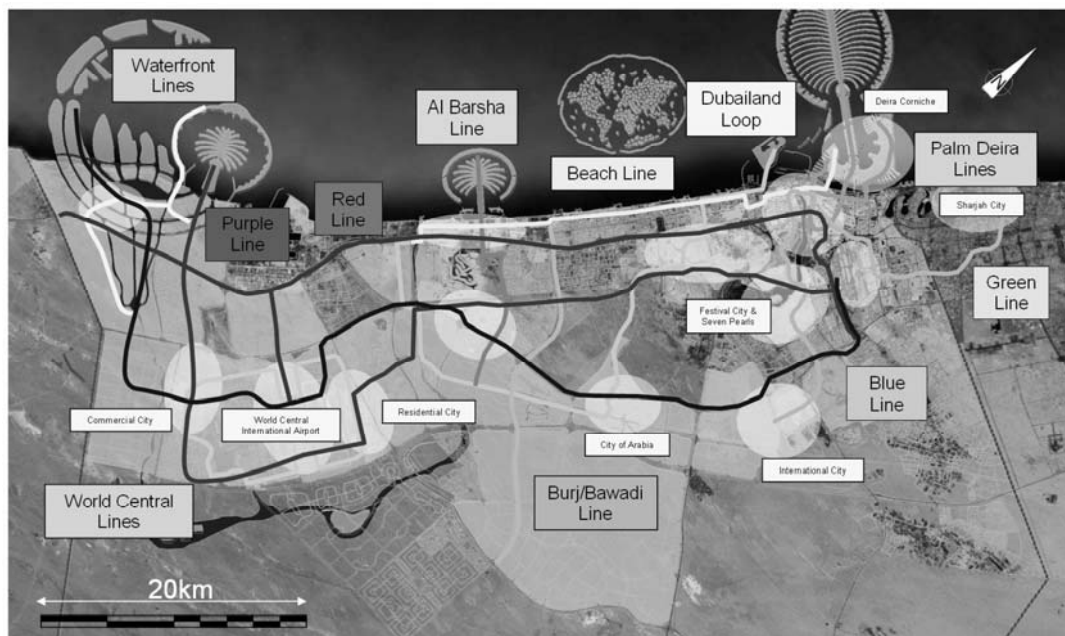 Waterfront
Lines
Al Barsha
Line
Dubailand
Loop
Deira Corniche
Beach Line
Palm Deira
Lines
Red
Line
Purple
Line
Sharjah City
Green
Line
Festival City &
Seven Pearls
Blue
Line
Commercial City
World Central
International Airport
Residential City
City of Arabia
International City
World Central
Lines
Burj/Bawadi
Line
20km